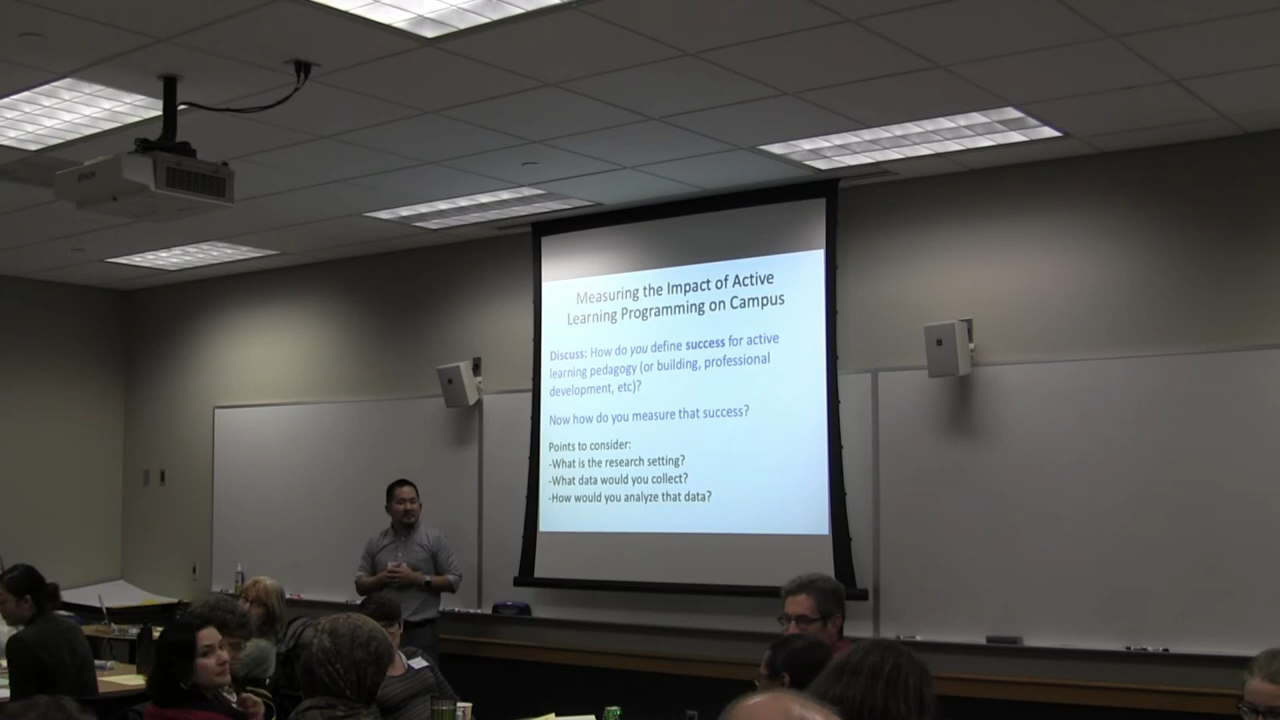 EPSON
Measuring the Impact of Active
Learning Programming on Campus
Discuss: How do you define success for active
learning pedagogy (or building, professional
development, etc)?
Now how do you measure that success?
Points to consider:
-What is the research setting?
-What data would you collect?
-How would you analyze that data?